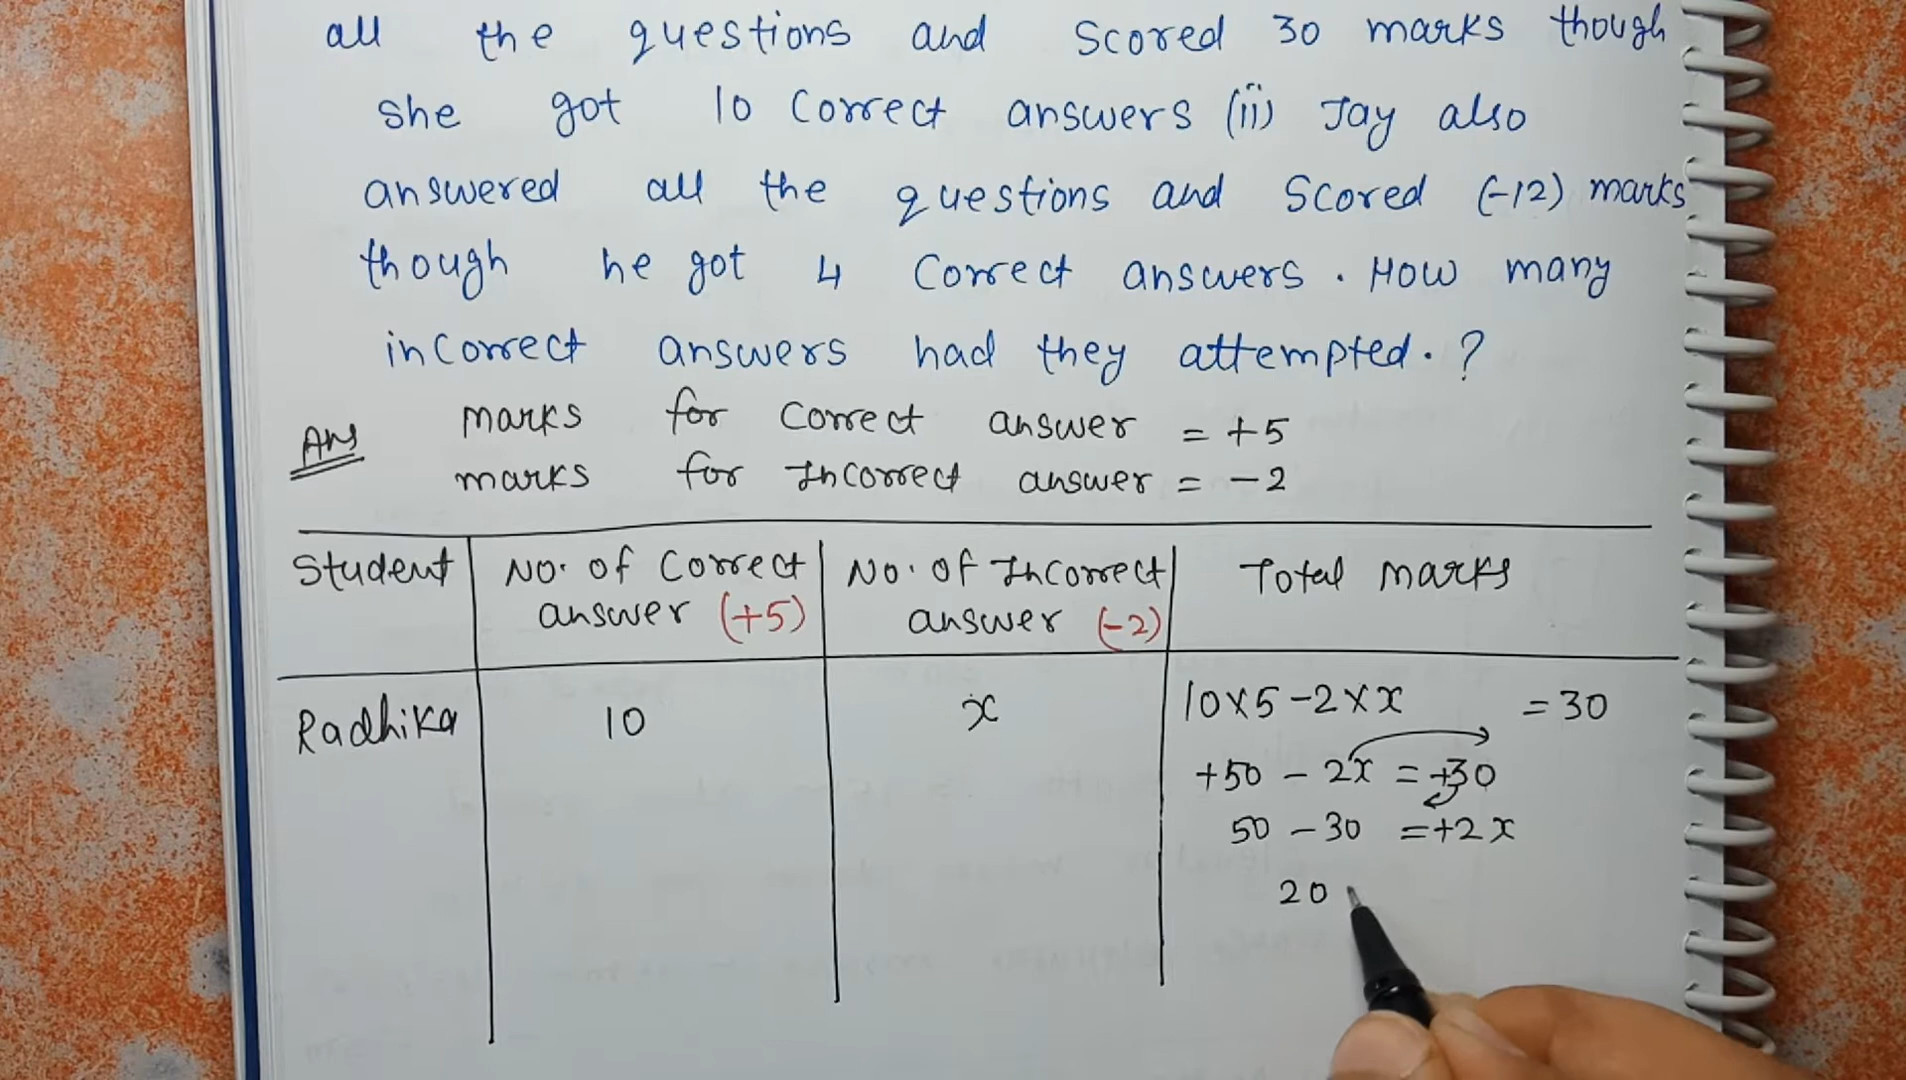 all the questions and Scored 30 marks though
she got 10 Correct answers (ii) Jay also
answered all the questions and Scored (-12) marks
though he got 4 Correct answers. How many
incorrect answers had they attempted.?
Ans
marks for Correct answer = +5
marks for Incorrect answer = -2
Student No. of Correct answer (+5) No. of Incorrect answer (-2) Total marks
Radhika 10 x 10×5-2×x = 30
+50 - 2x = +30
50 - 30 = +2x
20